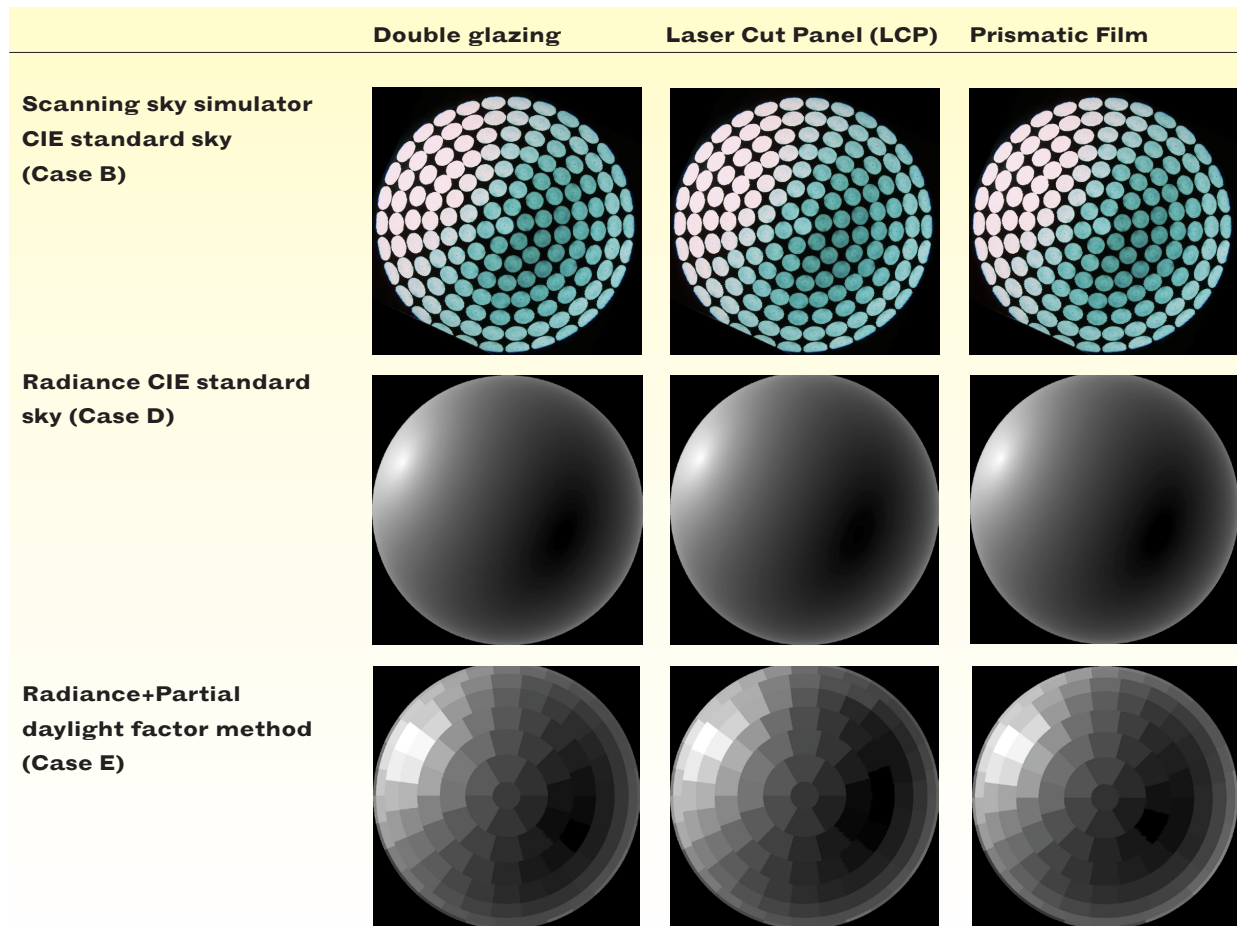 Double glazing
Laser Cut Panel (LCP)
Prismatic Film
Scanning sky simulator
CIE standard sky
(Case B)
Radiance CIE standard
sky (Case D)
Radiance+Partial
daylight factor method
(Case E)